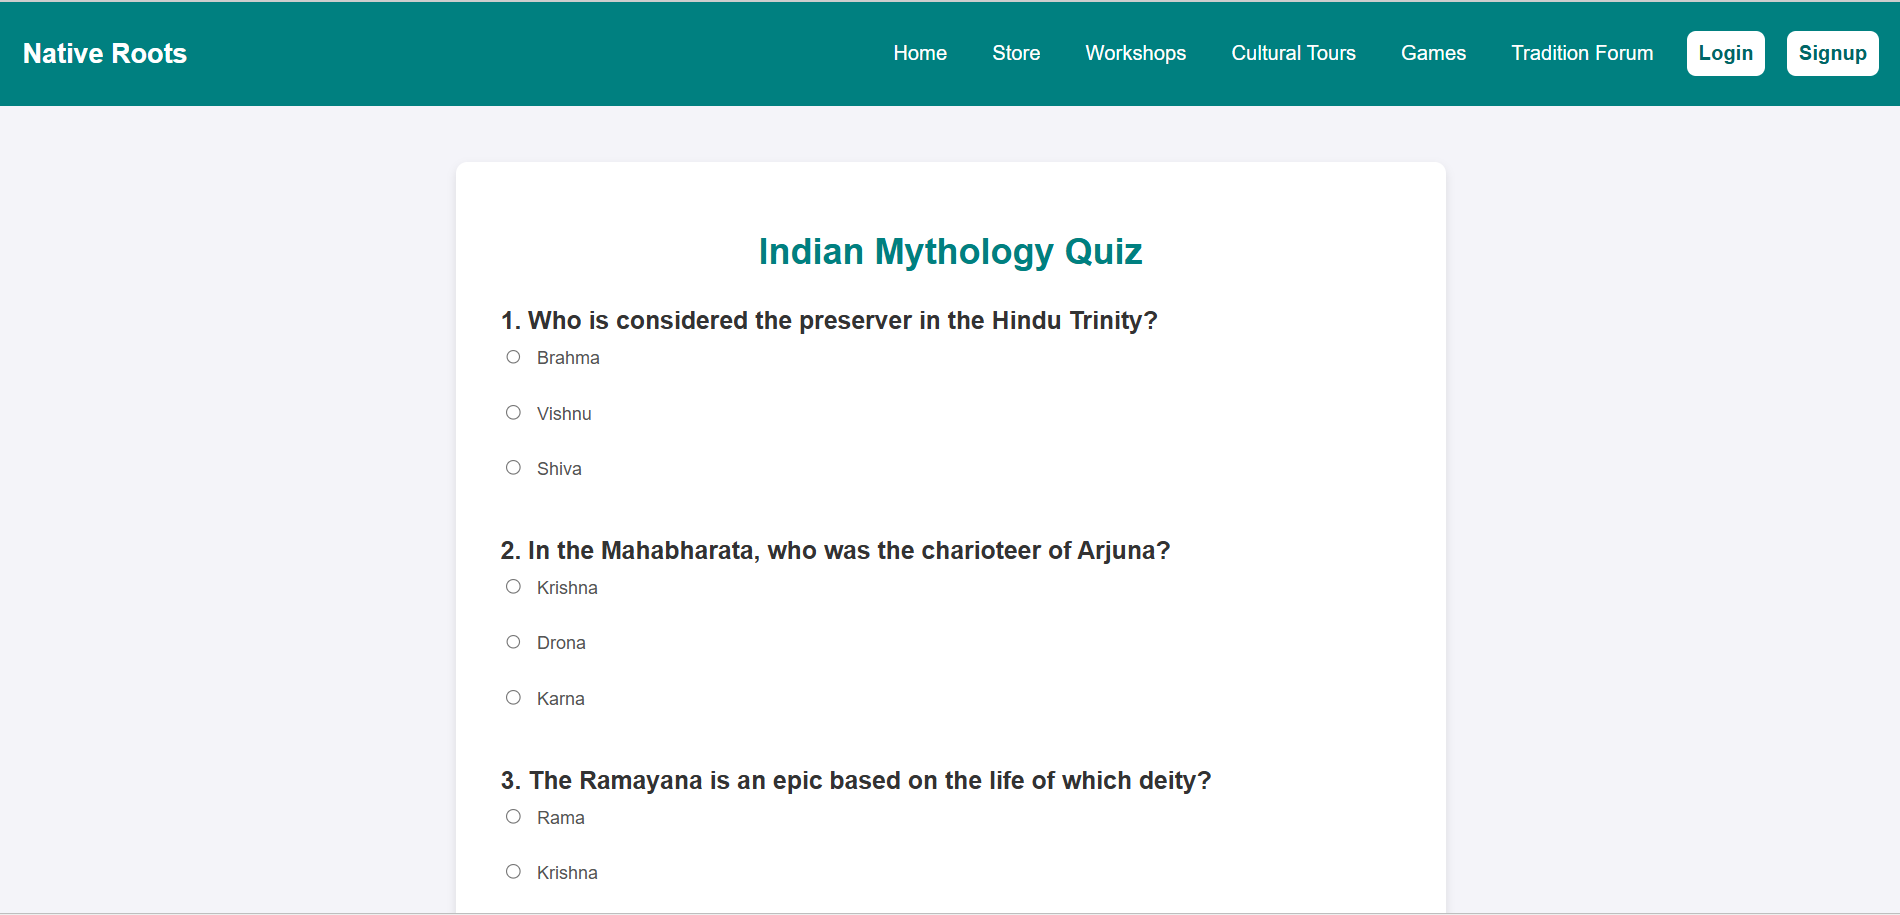 Native Roots
Home Store Workshops Cultural Tours Games Tradition Forum Login Signup
Indian Mythology Quiz
1. Who is considered the preserver in the Hindu Trinity?
Brahma
Vishnu
Shiva
2. In the Mahabharata, who was the charioteer of Arjuna?
Krishna
Drona
Karna
3. The Ramayana is an epic based on the life of which deity?
Rama
Krishna